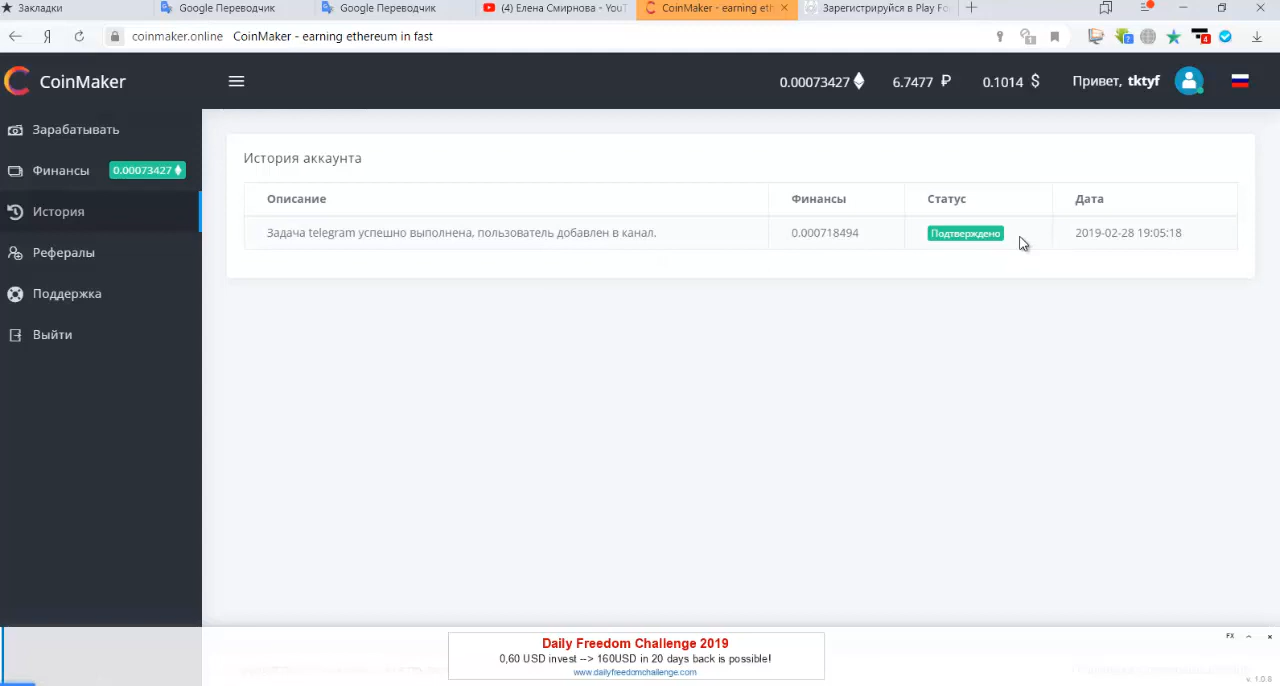 Закладки
Google Переводчик
Google Переводчик
(4) Елена Смирнова - YouT
CoinMaker - earning eth
Зарегистрируйся в Play Fo
coinmaker.online CoinMaker - earning ethereum in fast
CoinMaker
0.00073427
6.7477 ₽
0.1014 $
Привет, tktyf
Зарабатывать
Финансы 0.00073427
История
Рефералы
Поддержка
Выйти
История аккаунта
Описание Финансы Статус Дата
Задача telegram успешно выполнена, пользователь добавлен в канал. 0.000718494 Подтверждено 2019-02-28 19:05:18
Daily Freedom Challenge 2019
0,60 USD invest --> 160USD in 20 days back is possible!
www.dailyfreedomchallenge.com
FX
v. 1.0.8